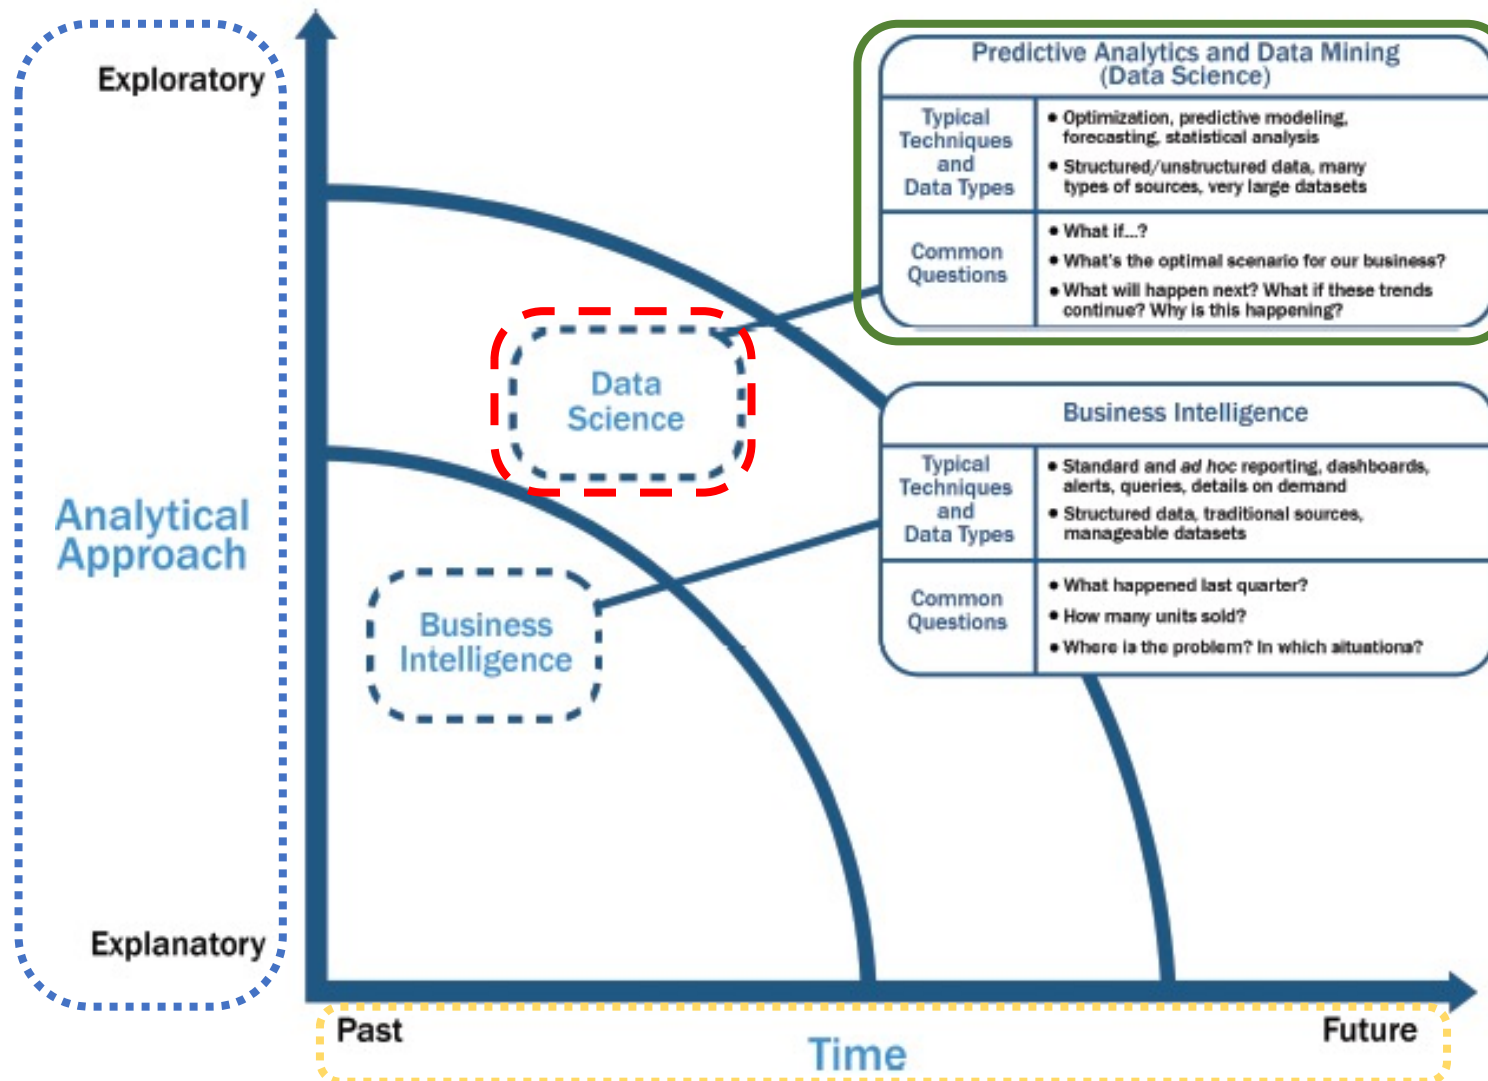 Exploratory
Analytical
Approach
Explanatory
Past
Time
Future
Data
Science
Business
Intelligence
Predictive Analytics and Data Mining
(Data Science)
Typical
Techniques
and
Data Types
• Optimization, predictive modeling,
forecasting, statistical analysis
• Structured/unstructured data, many
types of sources, very large datasets
Common
Questions
• What if...?
• What's the optimal scenario for our business?
• What will happen next? What if these trends
continue? Why is this happening?
Business Intelligence
Typical
Techniques
and
Data Types
• Standard and ad hoc reporting, dashboards,
alerts, queries, details on demand
• Structured data, traditional sources,
manageable datasets
Common
Questions
• What happened last quarter?
• How many units sold?
• Where is the problem? In which situations?